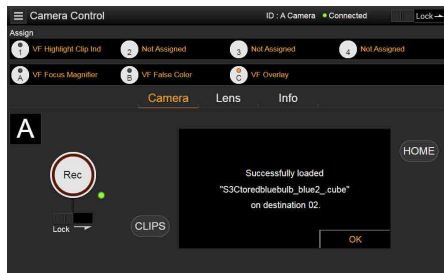 Camera Control
ID : A Camera
Connected
Lock
Assign
1 VF Highlight Clip Ind
2 Not Assigned
3 Not Assigned
4 Not Assigned
A VF Focus Magnifier
B VF False Color
C VF Overlay
Camera
Lens
Info
A
Rec
Lock
CLIPS
Successfully loaded
"S3Ctoredbluebulb_blue2_.cube"
on destination 02.
OK
HOME